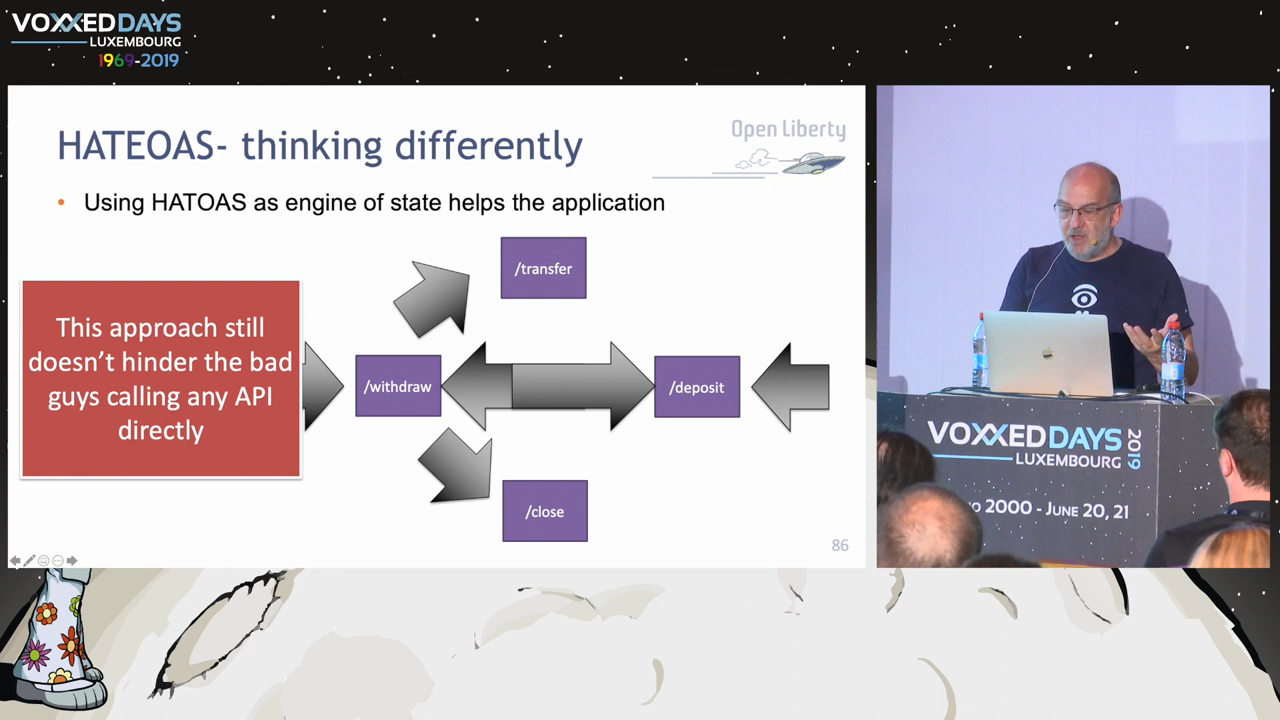 VOXXEDDAYS
LUXEMBOURG
1969-2019
HATEOAS- thinking differently
Open Liberty
• Using HATOAS as engine of state helps the application
/transfer
This approach still
doesn't hinder the bad
guys calling any API
directly
/withdraw
/deposit
/close
86
VOXXEDDAYS
2019
LUXEMBOURG
2000 - JUNE 20, 21